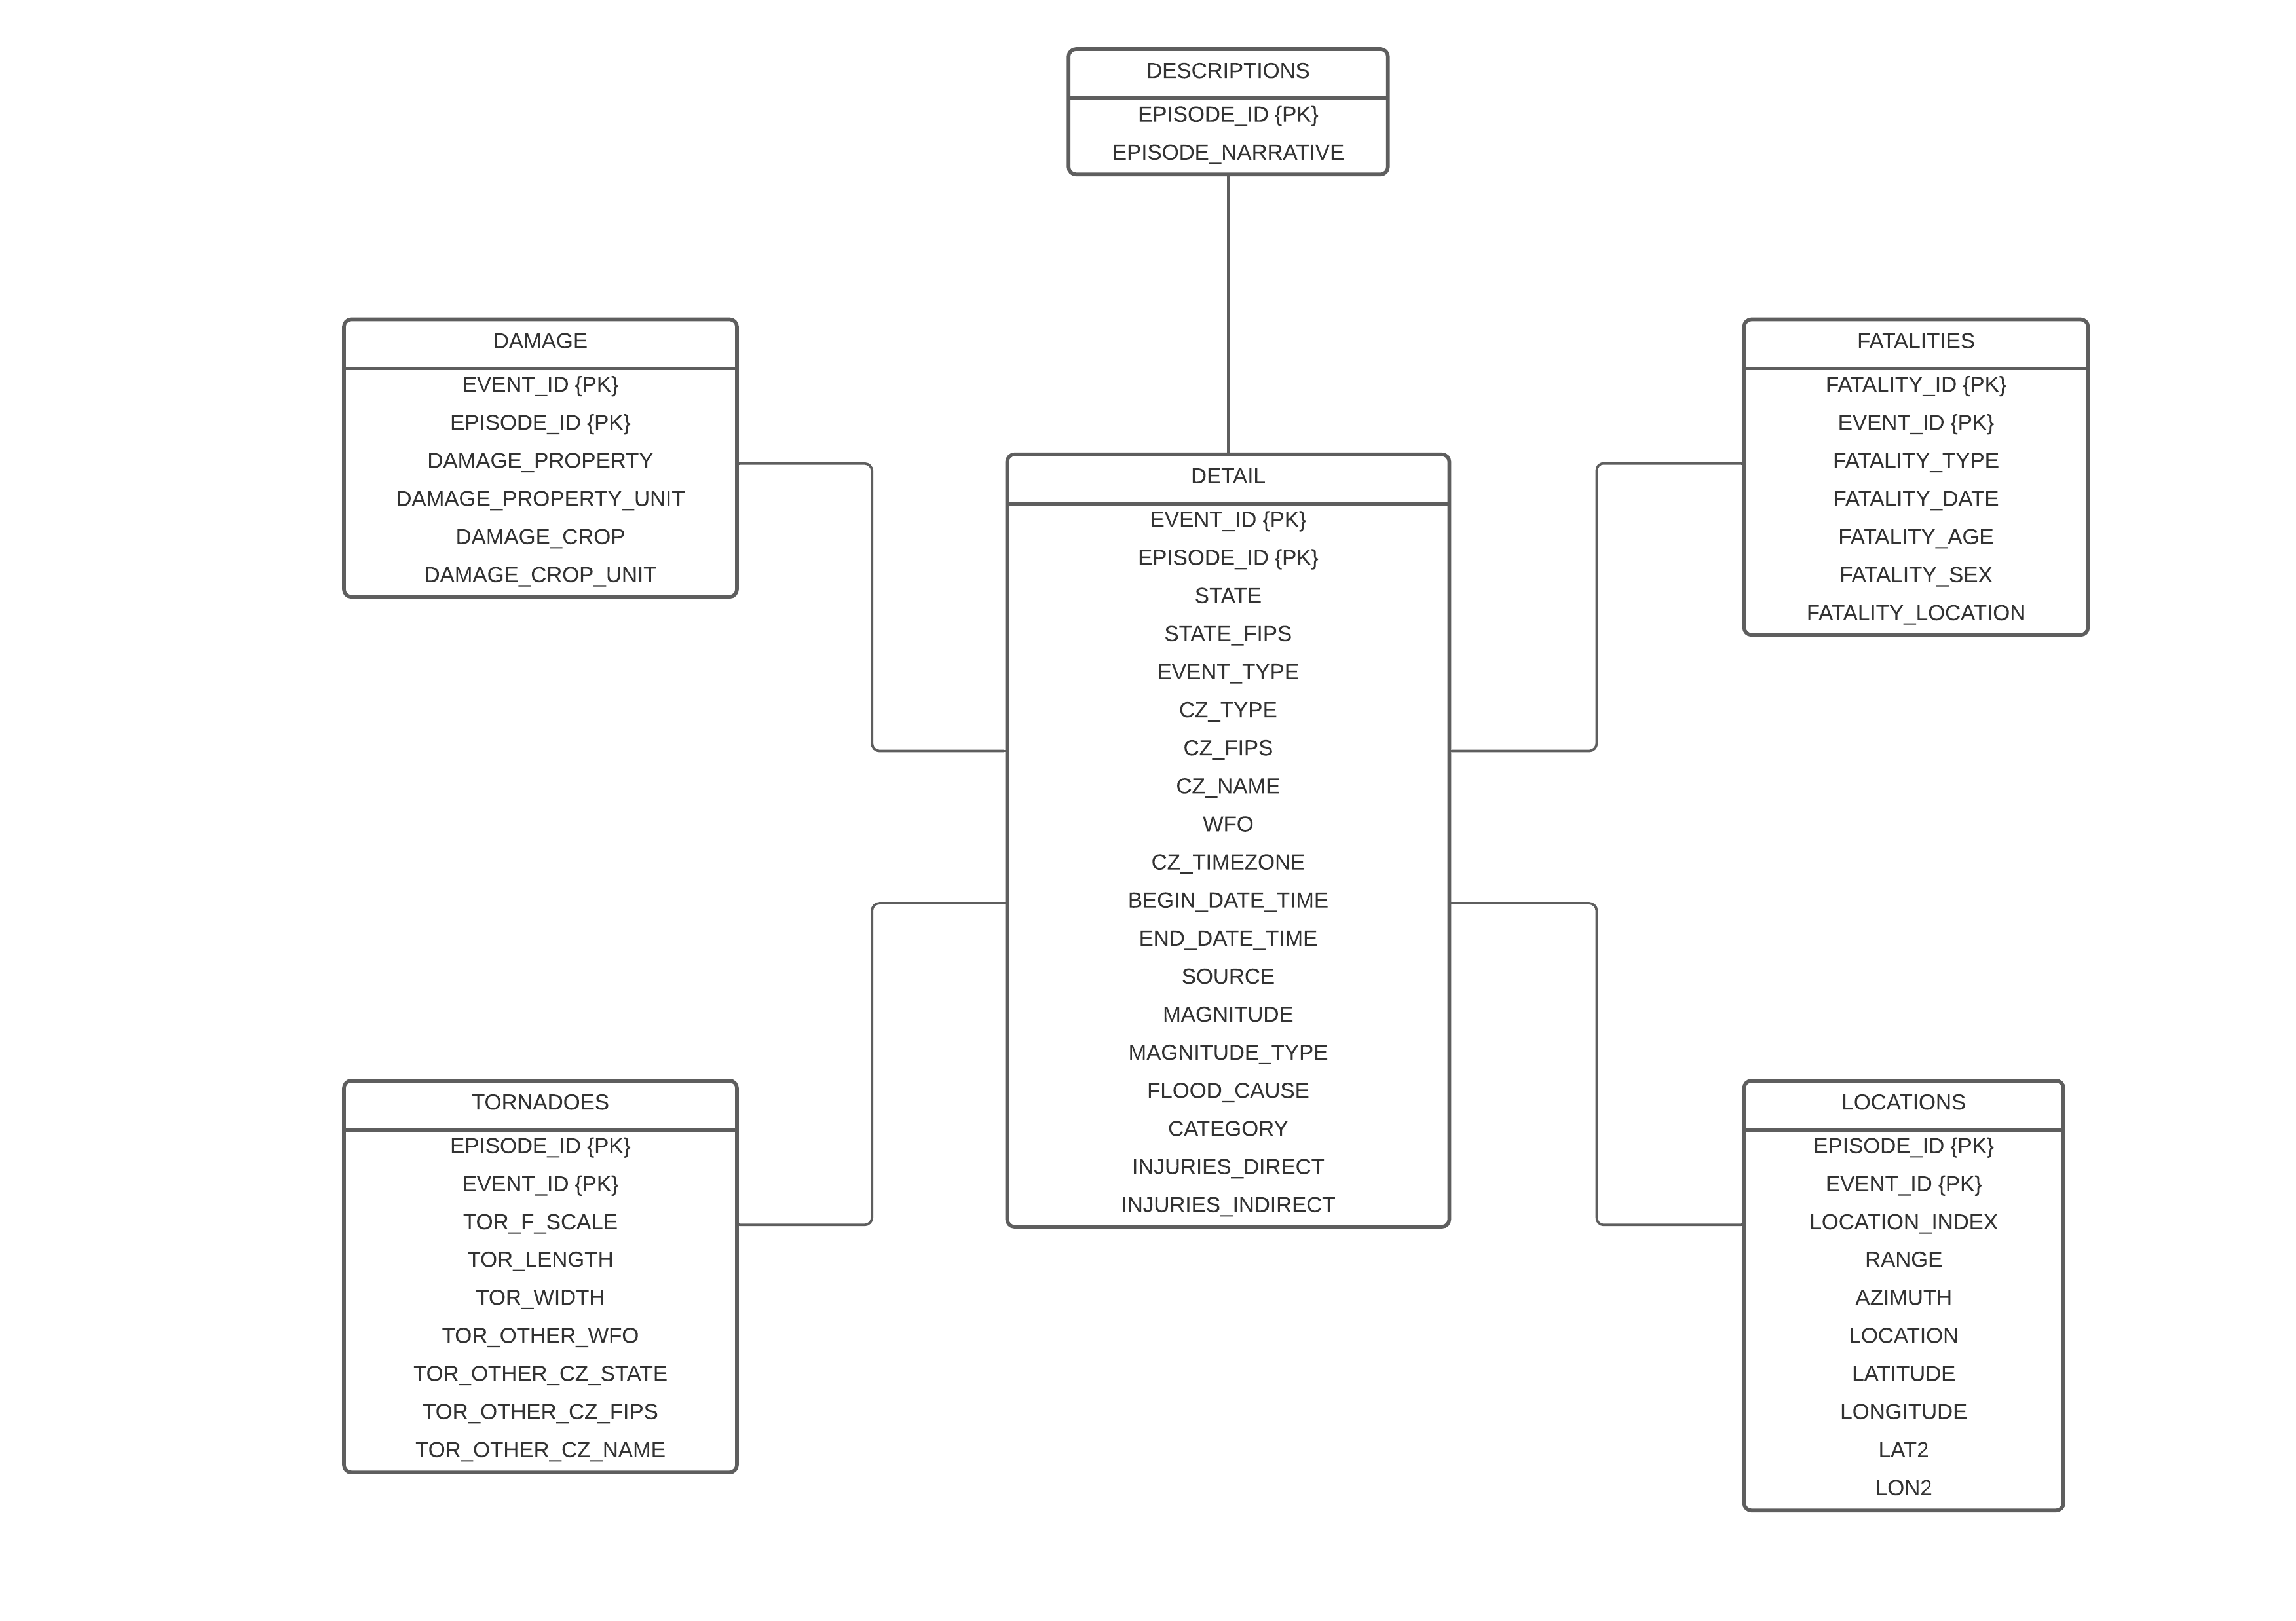 DESCRIPTIONS
EPISODE_ID {PK}
EPISODE_NARRATIVE
DAMAGE
EVENT_ID {PK}
EPISODE_ID {PK}
DAMAGE_PROPERTY
DAMAGE_PROPERTY_UNIT
DAMAGE_CROP
DAMAGE_CROP_UNIT
FATALITIES
FATALITY_ID {PK}
EVENT_ID {PK}
FATALITY_TYPE
FATALITY_DATE
FATALITY_AGE
FATALITY_SEX
FATALITY_LOCATION
DETAIL
EVENT_ID {PK}
EPISODE_ID {PK}
STATE
STATE_FIPS
EVENT_TYPE
CZ_TYPE
CZ_FIPS
CZ_NAME
WFO
CZ_TIMEZONE
BEGIN_DATE_TIME
END_DATE_TIME
SOURCE
MAGNITUDE
MAGNITUDE_TYPE
FLOOD_CAUSE
CATEGORY
INJURIES_DIRECT
INJURIES_INDIRECT
TORNADOES
EPISODE_ID {PK}
EVENT_ID {PK}
TOR_F_SCALE
TOR_LENGTH
TOR_WIDTH
TOR_OTHER_WFO
TOR_OTHER_CZ_STATE
TOR_OTHER_CZ_FIPS
TOR_OTHER_CZ_NAME
LOCATIONS
EPISODE_ID {PK}
EVENT_ID {PK}
LOCATION_INDEX
RANGE
AZIMUTH
LOCATION
LATITUDE
LONGITUDE
LAT2
LON2